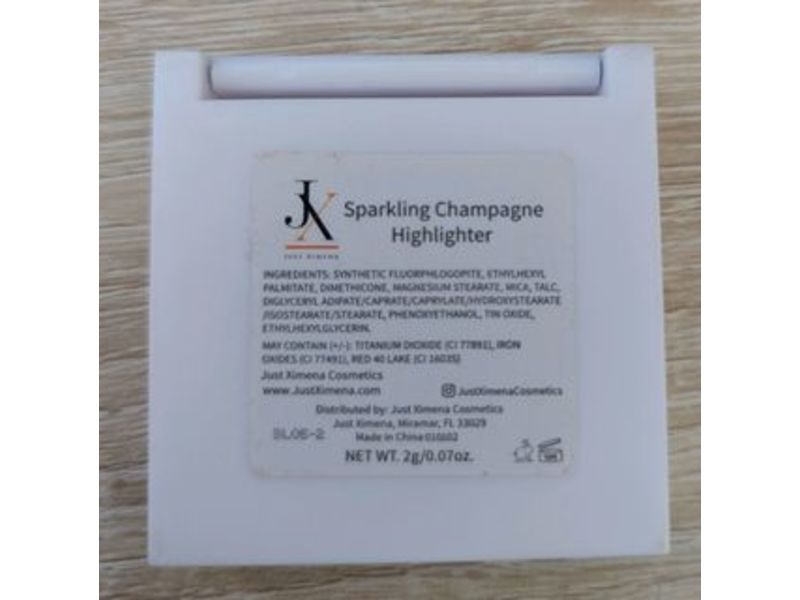 JX
JUST XIMENA
Sparkling Champagne
Highlighter
INGREDIENTS: SYNTHETIC FLUORPHLOGOPITE, ETHYLHEXYL
PALMITATE, DIMETHICONE, MAGNESIUM STEARATE, MICA, TALC,
DIGLYCERYL ADIPATE/CAPRATE/CAPRYLATE/HYDROXYSTEARATE
/ISOSTEARATE/STEARATE, PHENOXYETHANOL, TIN OXIDE,
ETHYLHEXYLGLYCERIN.
MAY CONTAIN (+/-): TITANIUM DIOXIDE (CI 77891), IRON
OXIDES (CI 77491), RED 40 LAKE (CI 16035)
Just Ximena Cosmetics
www.JustXimena.com
JustXimenaCosmetics
Distributed by: Just Ximena Cosmetics
Just Ximena, Miramar, FL 33029
Made in China 010102
NET WT. 2g/0.07oz.